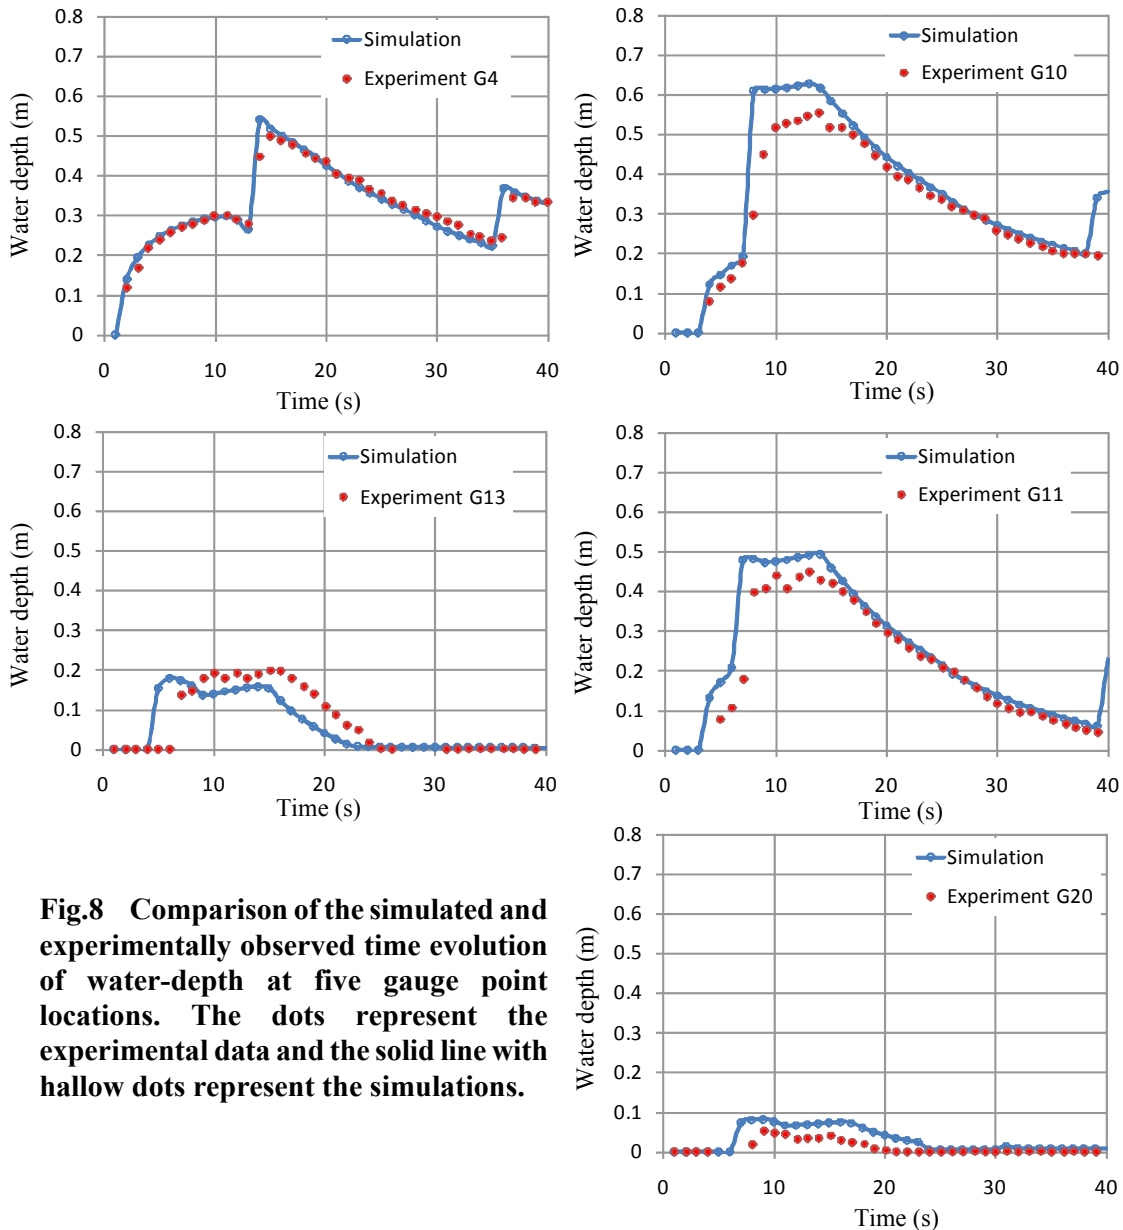 0.8
0.7
0.6
0.5
0.4
0.3
0.2
0.1
0
Water depth (m)
Simulation
Experiment G4
0 10 20 30 40
Time (s)
0.8
0.7
0.6
0.5
0.4
0.3
0.2
0.1
0
Water depth (m)
Simulation
Experiment G10
0 10 20 30 40
Time (s)
0.8
0.7
0.6
0.5
0.4
0.3
0.2
0.1
0
Water depth (m)
Simulation
Experiment G13
0 10 20 30 40
Time (s)
0.8
0.7
0.6
0.5
0.4
0.3
0.2
0.1
0
Water depth (m)
Simulation
Experiment G11
0 10 20 30 40
Time (s)
Fig.8 Comparison of the simulated and
experimentally observed time evolution
of water-depth at five gauge point
locations. The dots represent the
experimental data and the solid line with
hallow dots represent the simulations.
0.8
0.7
0.6
0.5
0.4
0.3
0.2
0.1
0
Water depth (m)
Simulation
Experiment G20
0 10 20 30 40
Time (s)